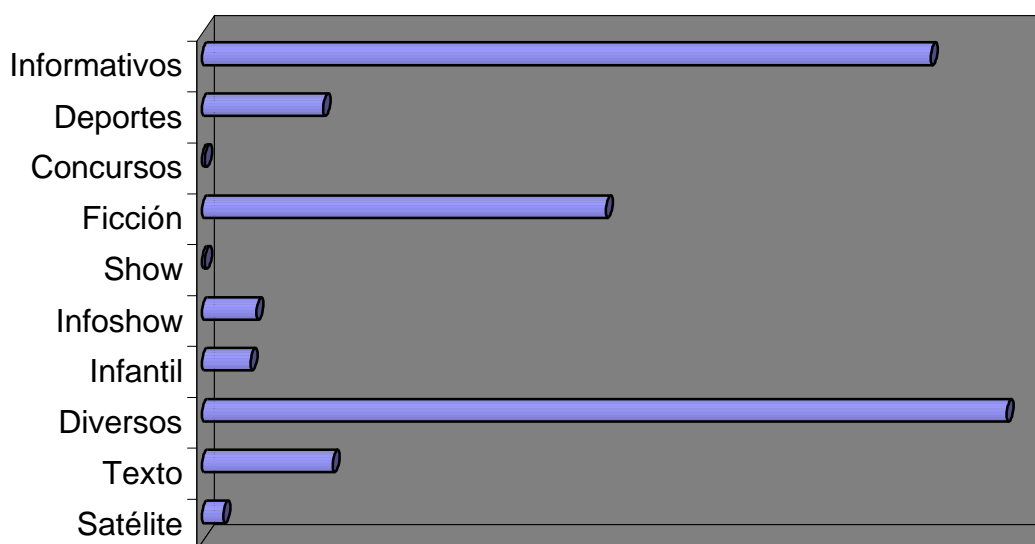 Informativos
Deportes
Concursos
Ficción
Show
Infoshow
Infantil
Diversos
Texto
Satélite